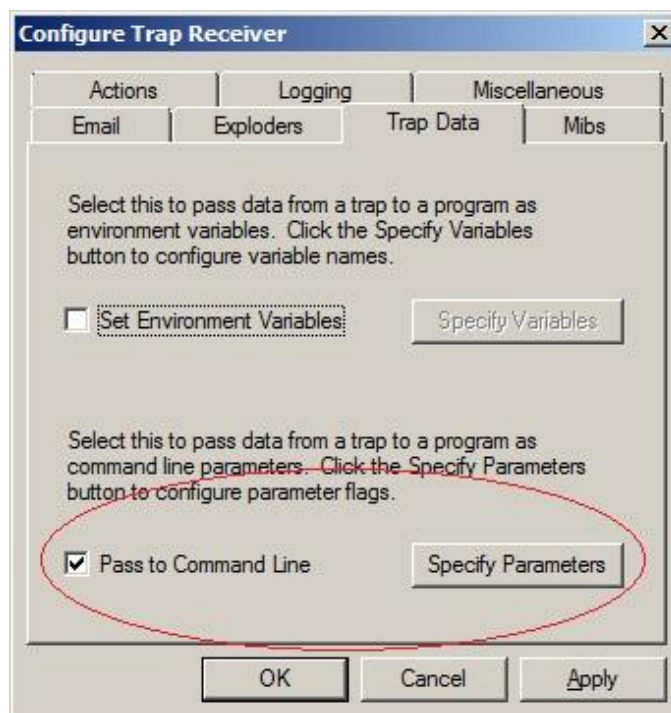 Configure Trap Receiver
Actions
Logging
Miscellaneous
Email
Exploders
Trap Data
Mibs
Select this to pass data from a trap to a program as
environment variables. Click the Specify Variables
button to configure variable names.
Set Environment Variables
Specify Variables
Select this to pass data from a trap to a program as
command line parameters. Click the Specify Parameters
button to configure parameter flags.
Pass to Command Line
Specify Parameters
OK
Cancel
Apply